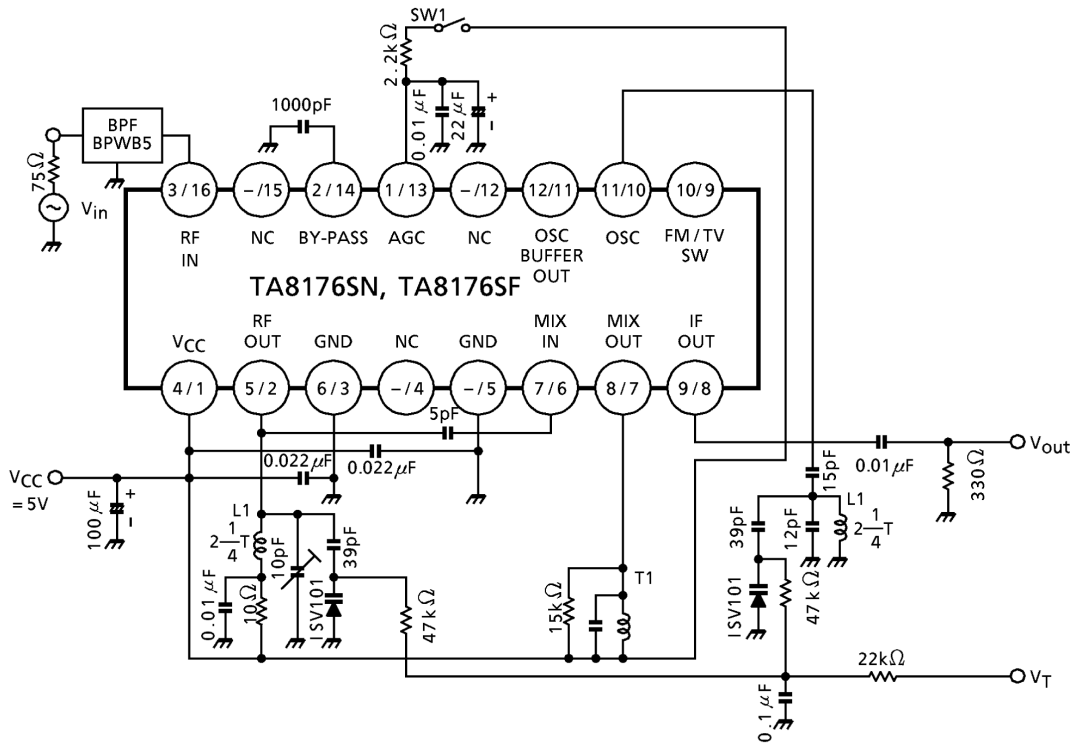 SW1
2.2kΩ
1000pF
0.01μF
22μF
+
-
BPF
BPWB5
75Ω
Vin
3/16
-/15
2/14
1/13
-/12
12/11
11/10
10/9
RF
IN
NC
BY-PASS
AGC
NC
OSC
BUFFER
OUT
OSC
FM/TV
SW
TA8176SN, TA8176SF
VCC
RF
OUT
GND
NC
GND
MIX
IN
MIX
OUT
IF
OUT
4/1
5/2
6/3
-/4
-/5
7/6
8/7
9/8
5pF
0.022μF
0.022μF
VCC
=5V
100μF
+
-
L1
2 1/4 T
10pF
39pF
0.01μF
10Ω
ISV101
47kΩ
15kΩ
T1
0.01μF
Vout
330Ω
15pF
39pF
12pF
L1
2 1/4 T
ISV101
47kΩ
22kΩ
VT
0.1μF